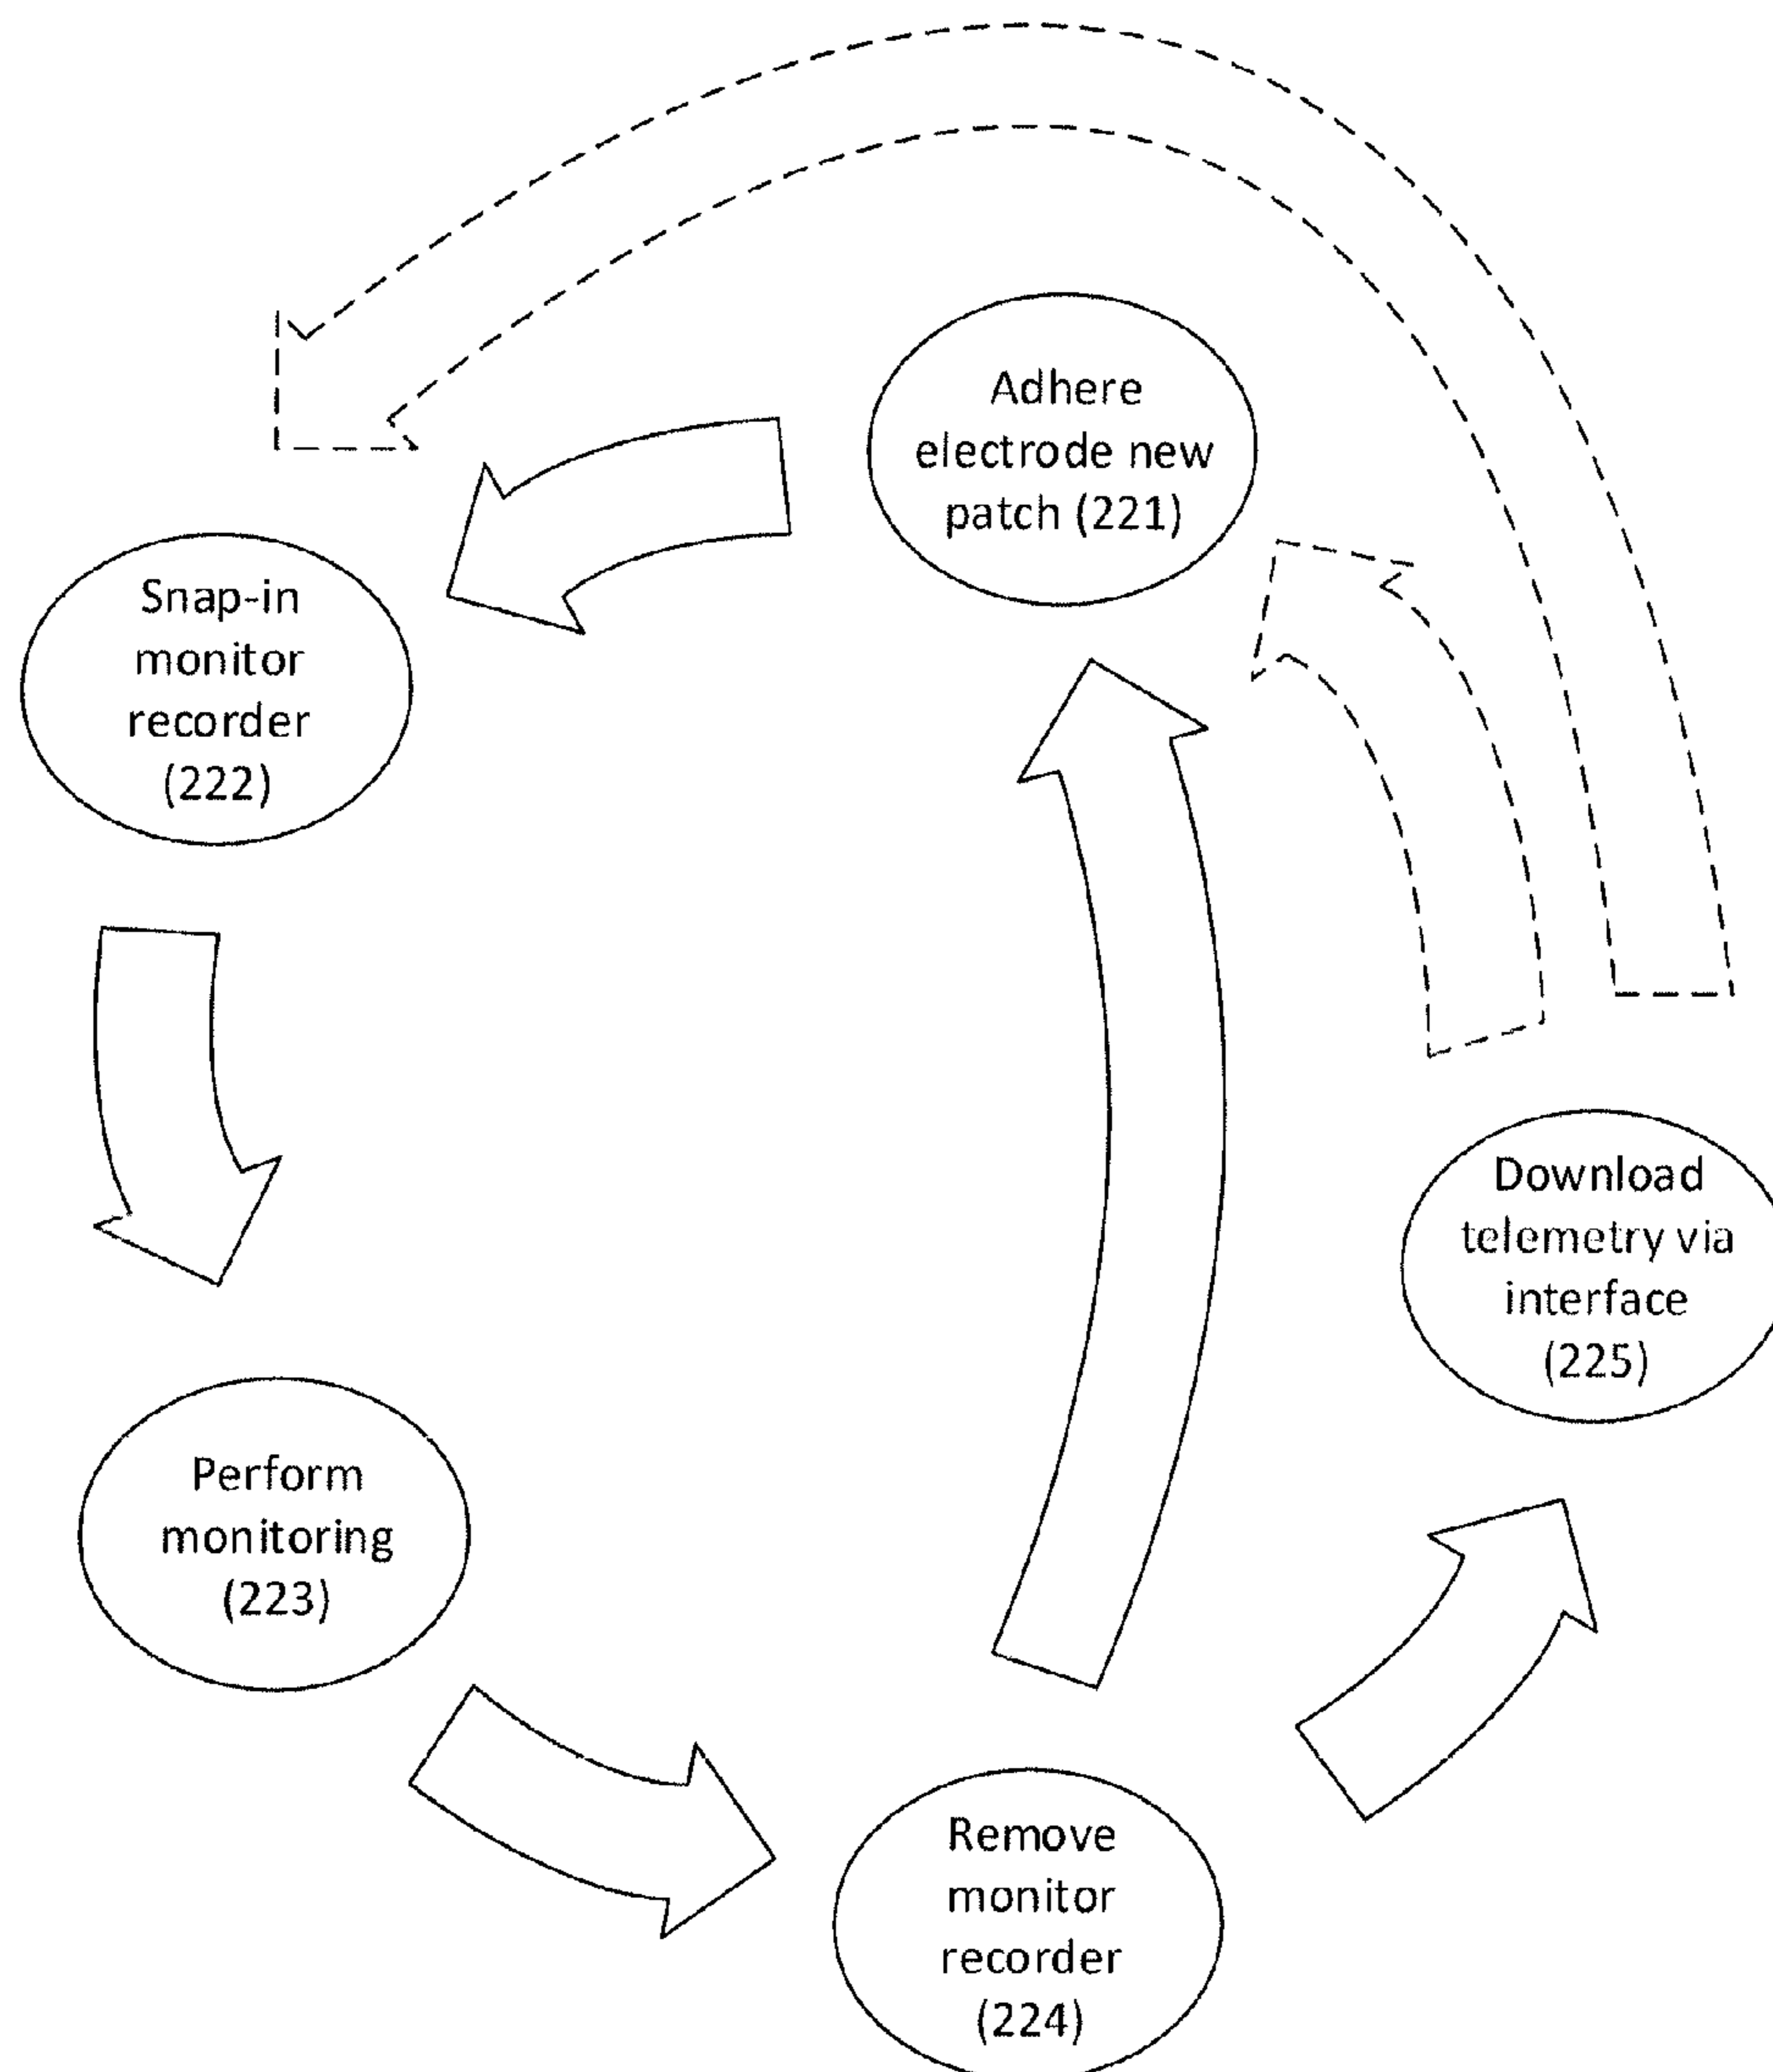 Adhere
electrode new
patch (221)
Snap-in
monitor
recorder
(222)
Perform
monitoring
(223)
Remove
monitor
recorder
(224)
Download
telemetry via
interface
(225)